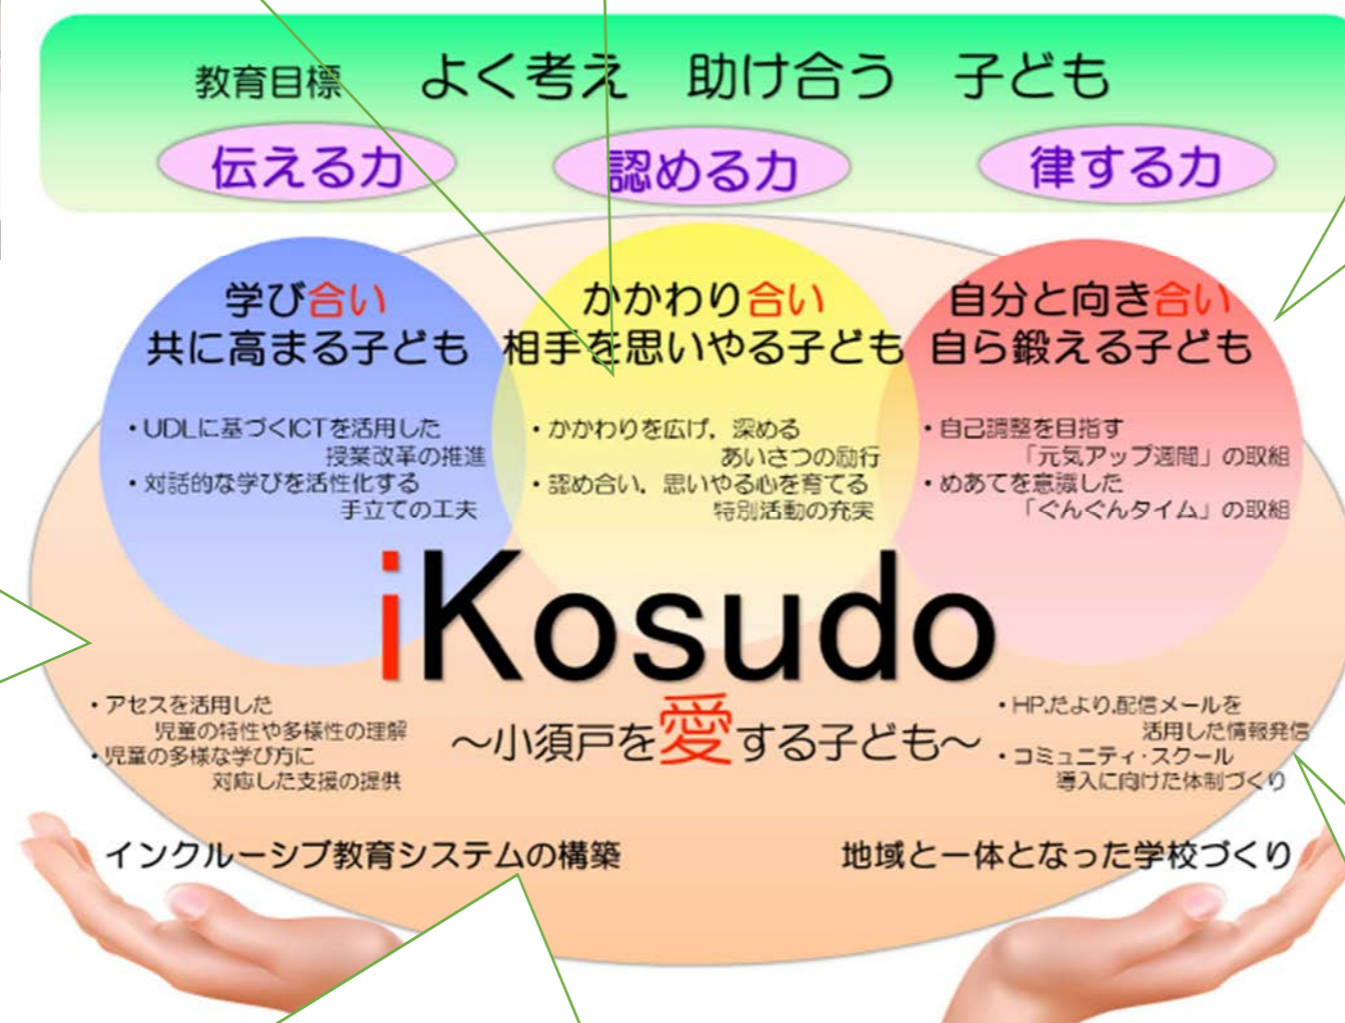 教育目標 よく考え 助け合う 子ども
伝える力 認める力 律する力
学び合い
共に高まる子ども
・UDLに基づくICTを活用した
授業改革の推進
・対話的な学びを活性化する
手立ての工夫
かかわり合い
相手を思いやる子ども
・かかわりを広げ，深める
あいさつの励行
・認め合い，思いやる心を育てる
特別活動の充実
自分と向き合い
自ら鍛える子ども
・自己調整を目指す
「元気アップ週間」の取組
・めあてを意識した
「ぐんぐんタイム」の取組
iKosudo
～小須戸を愛する子ども～
・アセスを活用した
児童の特性や多様性の理解
・児童の多様な学び方に
対応した支援の提供
・HP,たより,配信メールを
活用した情報発信
・コミュニティ・スクール
導入に向けた体制づくり
インクルーシブ教育システムの構築
地域と一体となった学校づくり